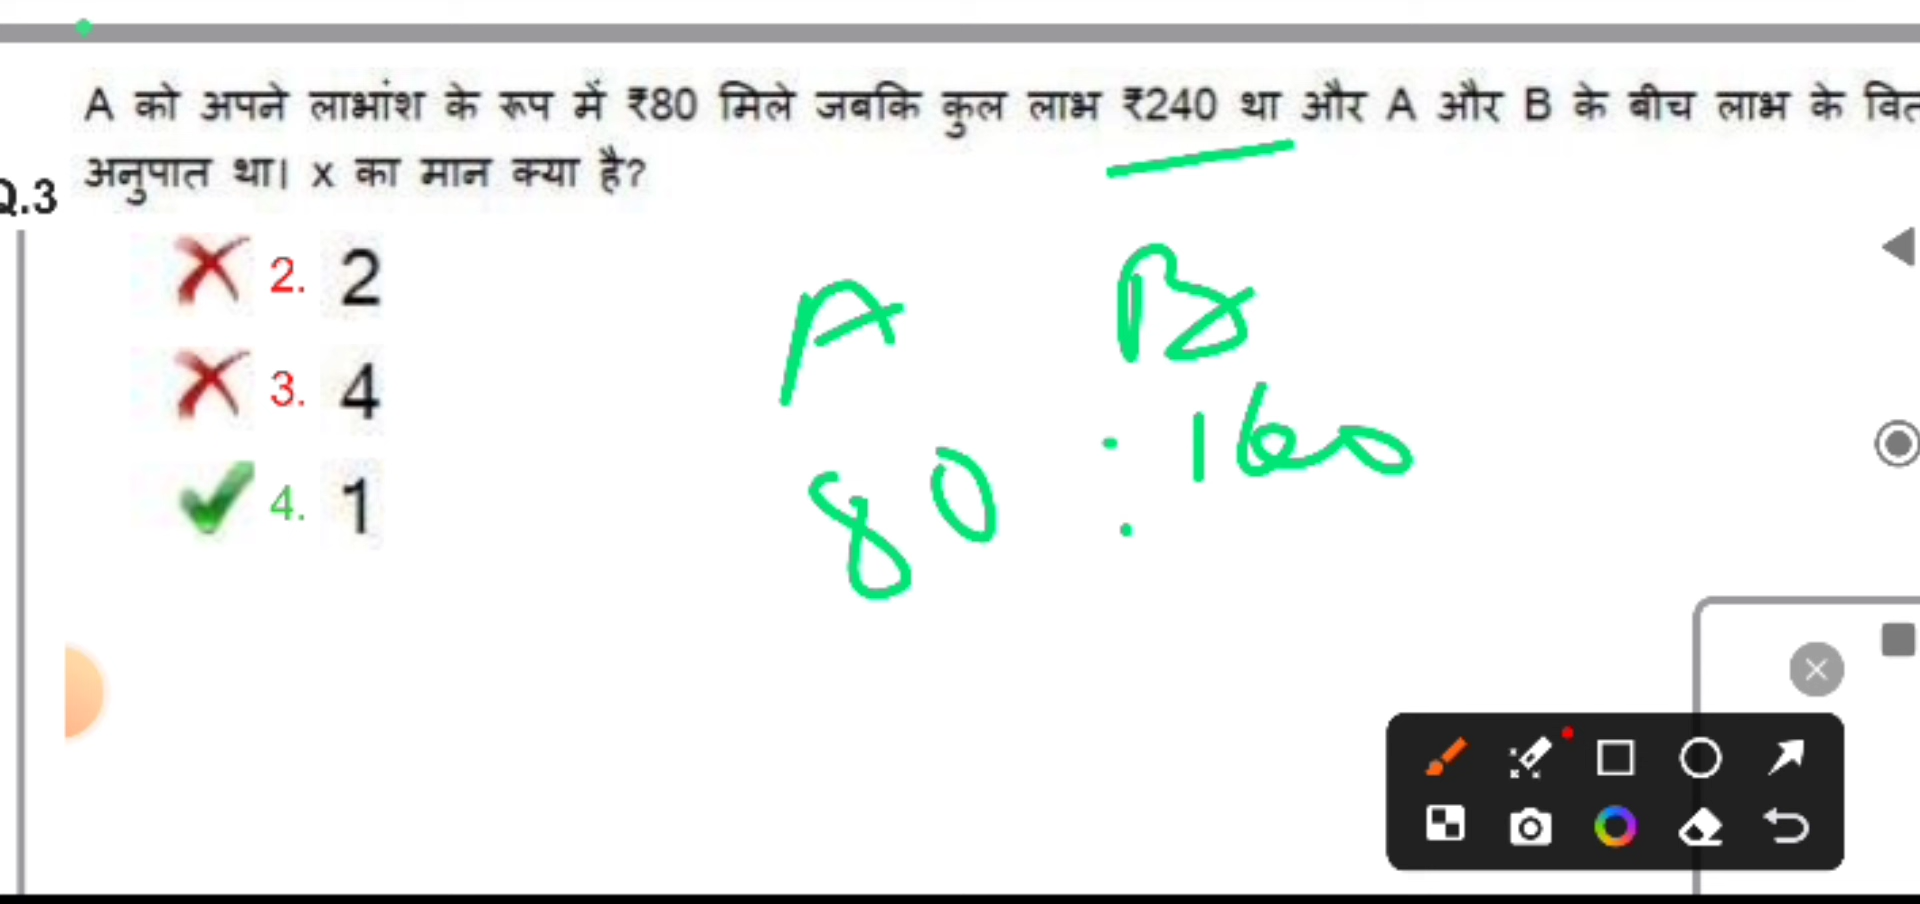 A को अपने लाभांश के रूप में ₹80 मिले जबकि कुल लाभ ₹240 था और A और B के बीच लाभ के
अनुपात था। x का मान क्या है?
Q.3
2. 2
3. 4
4. 1
A B
80 : 160